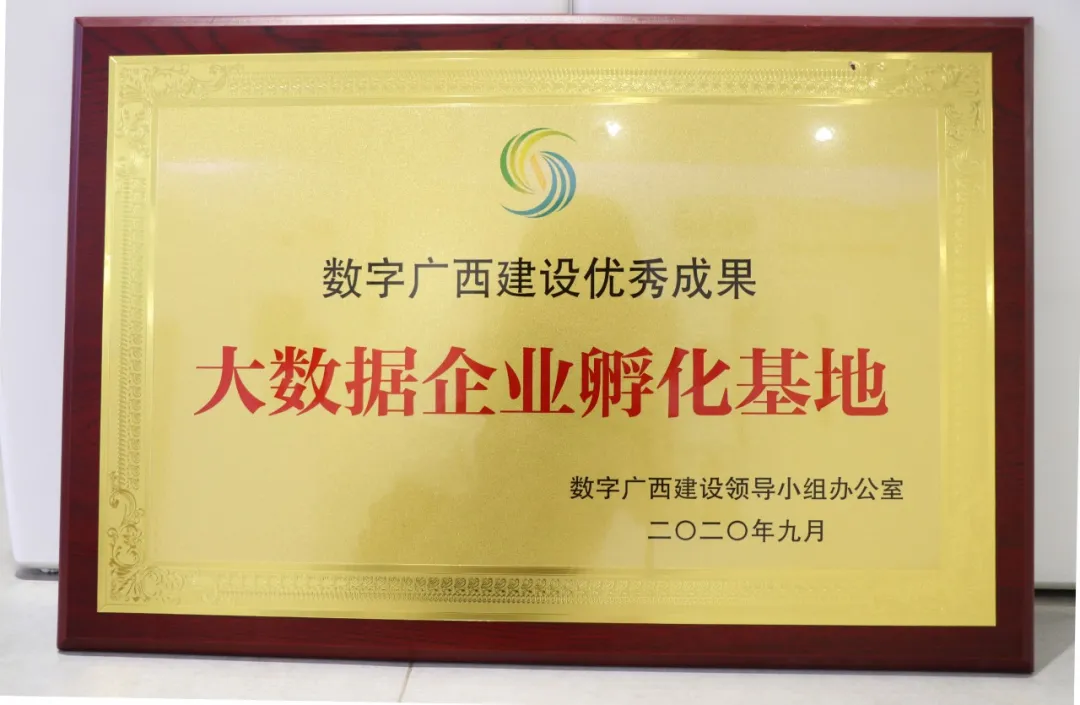 数字广西建设优秀成果
大数据企业孵化基地
数字广西建设领导小组办公室
二〇二〇年九月